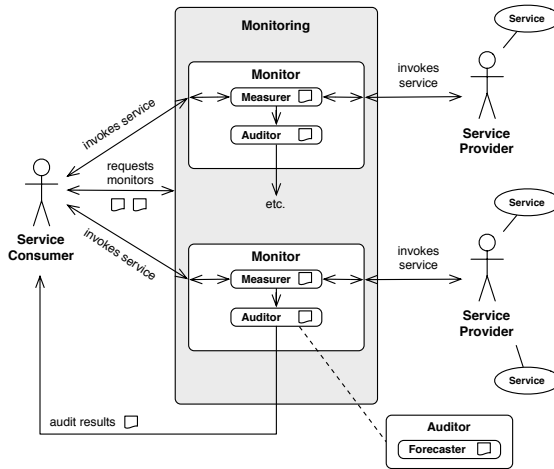 Service
Monitoring
Monitor
invokes
service
Measurer
invokes service
Auditor
Service
Provider
requests
monitors
etc.
Service
Service
Consumer
invokes service
Monitor
invokes
service
Measurer
Auditor
Service
Provider
Service
audit results
Auditor
Forecaster